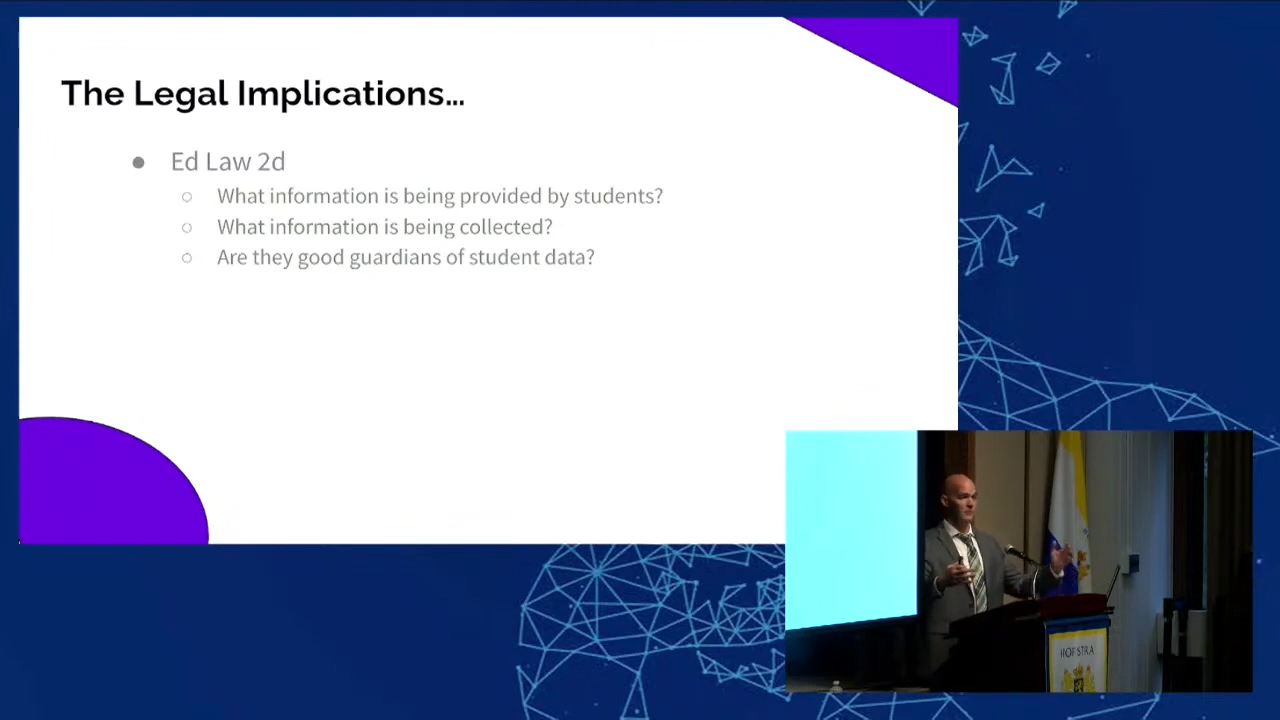 The Legal Implications...
● Ed Law 2d
○ What information is being provided by students?
○ What information is being collected?
○ Are they good guardians of student data?
HOFSTRA